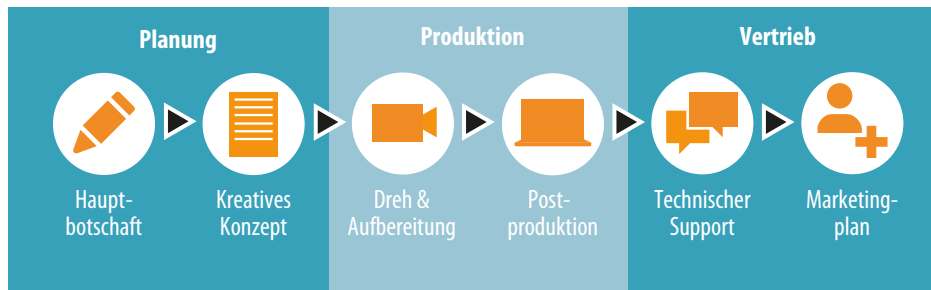 Planung
Produktion
Vertrieb
Haupt-
botschaft
Kreatives
Konzept
Dreh &
Aufbereitung
Post-
produktion
Technischer
Support
Marketing-
plan